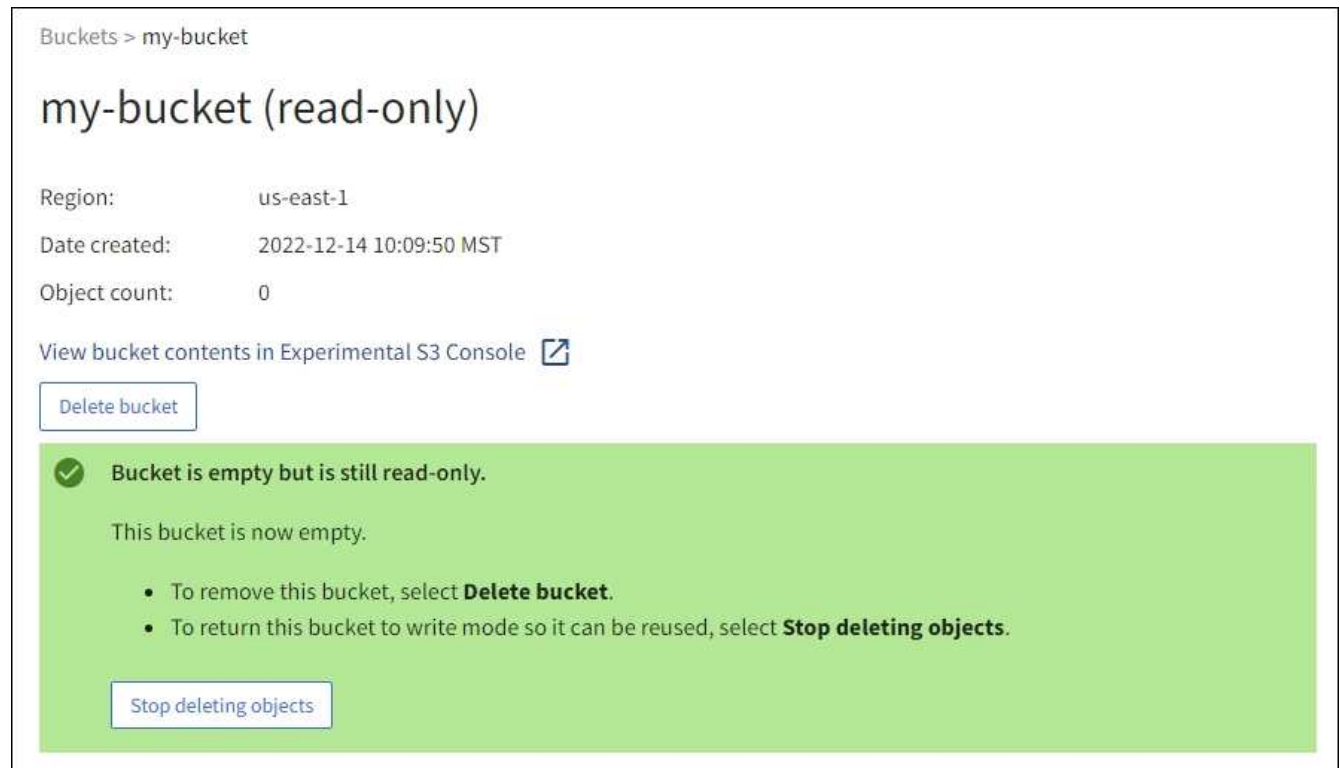 Buckets > my-bucket
my-bucket (read-only)
Region: us-east-1
Date created: 2022-12-14 10:09:50 MST
Object count: 0
View bucket contents in Experimental S3 Console
Delete bucket
Bucket is empty but is still read-only.
This bucket is now empty.
• To remove this bucket, select Delete bucket.
• To return this bucket to write mode so it can be reused, select Stop deleting objects.
Stop deleting objects